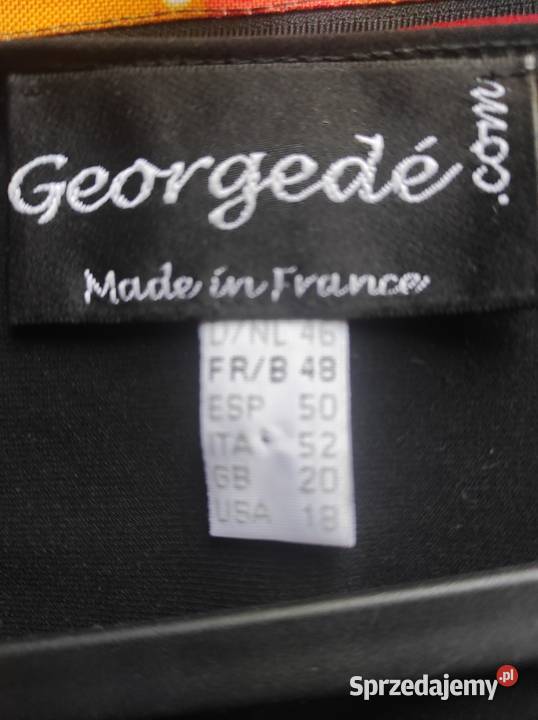 Georgedé.com
Made in France
D/NL 46
FR/B 48
ESP 50
ITA 52
GB 20
USA 18
Sprzedajemy.pl